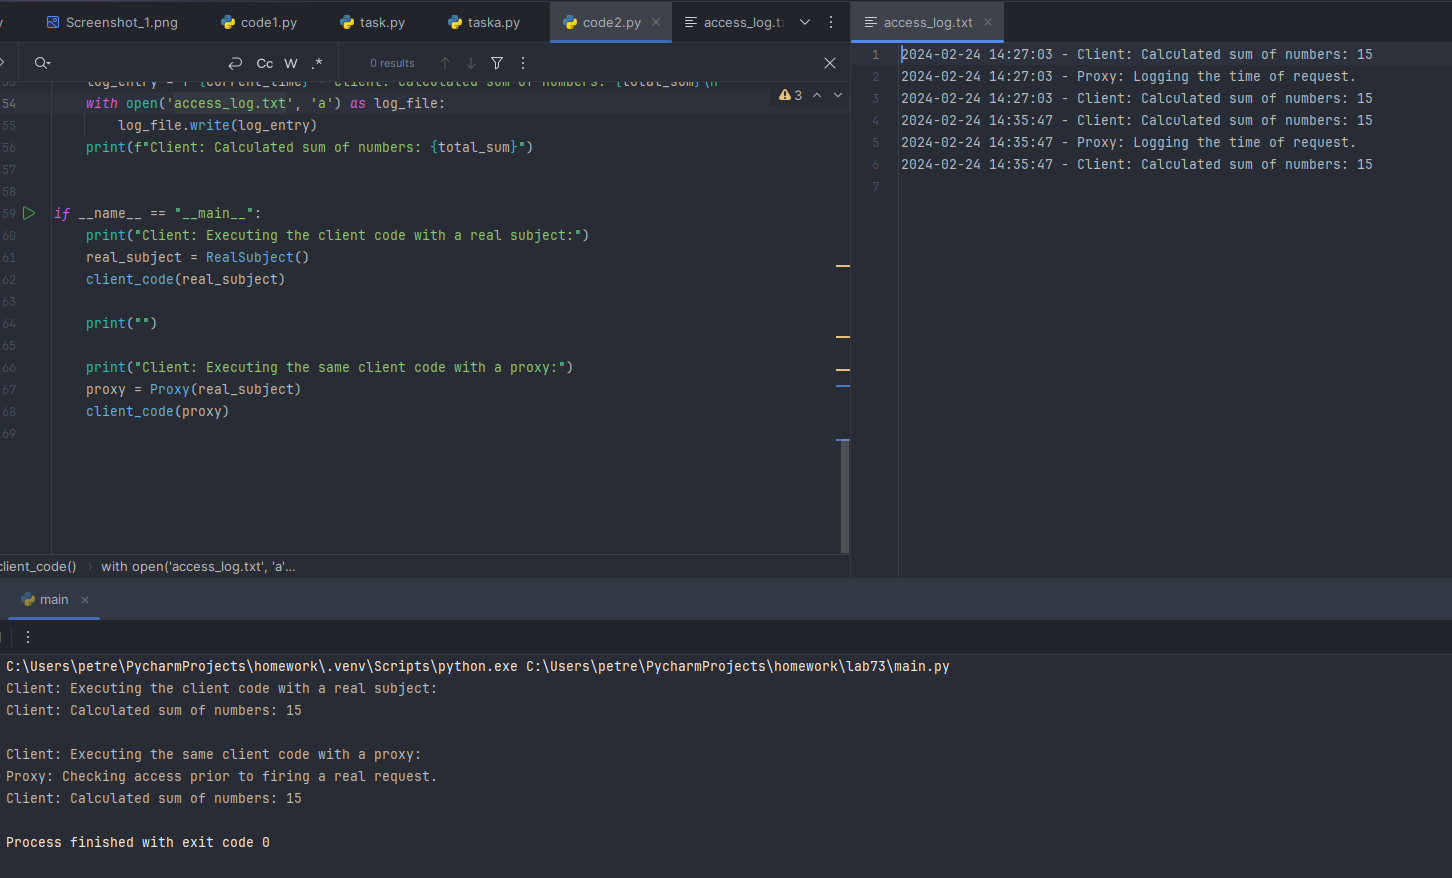 Screenshot_1.png code1.py task.py taska.py code2.py access_log.t
Cc W .* 0 results
log_entry = f"{current_time} - Client: Calculated sum of numbers: {total_sum}\n"
3
54 with open('access_log.txt', 'a') as log_file:
55 log_file.write(log_entry)
56 print(f"Client: Calculated sum of numbers: {total_sum}")
57
58
59 if __name__ == "__main__":
60 print("Client: Executing the client code with a real subject:")
61 real_subject = RealSubject()
62 client_code(real_subject)
63
64 print("")
65
66 print("Client: Executing the same client code with a proxy:")
67 proxy = Proxy(real_subject)
68 client_code(proxy)
69
client_code() › with open('access_log.txt', 'a'...
access_log.txt
1 2024-02-24 14:27:03 - Client: Calculated sum of numbers: 15
2 2024-02-24 14:27:03 - Proxy: Logging the time of request.
3 2024-02-24 14:27:03 - Client: Calculated sum of numbers: 15
4 2024-02-24 14:35:47 - Client: Calculated sum of numbers: 15
5 2024-02-24 14:35:47 - Proxy: Logging the time of request.
6 2024-02-24 14:35:47 - Client: Calculated sum of numbers: 15
7
main
C:\Users\petre\PycharmProjects\homework\.venv\Scripts\python.exe C:\Users\petre\PycharmProjects\homework\lab73\main.py
Client: Executing the client code with a real subject:
Client: Calculated sum of numbers: 15
Client: Executing the same client code with a proxy:
Proxy: Checking access prior to firing a real request.
Client: Calculated sum of numbers: 15
Process finished with exit code 0